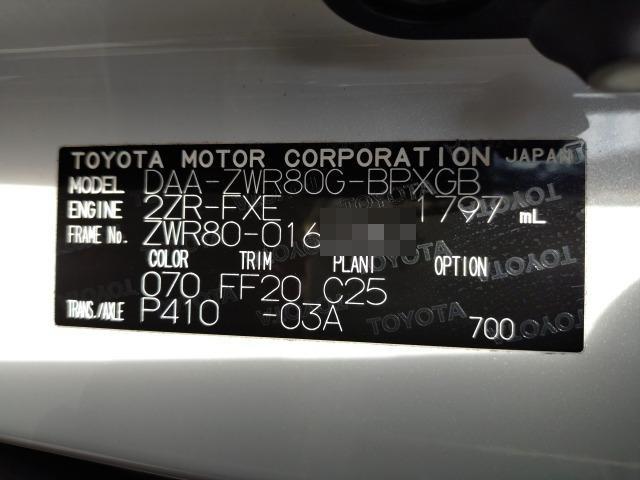 TOYOTA MOTOR CORPORATION JAPAN
MODEL DAA-ZWR80G-BPXGB
ENGINE 2ZR-FXE 1797 mL
FRAME No. ZWR80-016
COLOR TRIM PLANT OPTION
070 FF20 C25
TRANS./AXLE P410 -03A 700